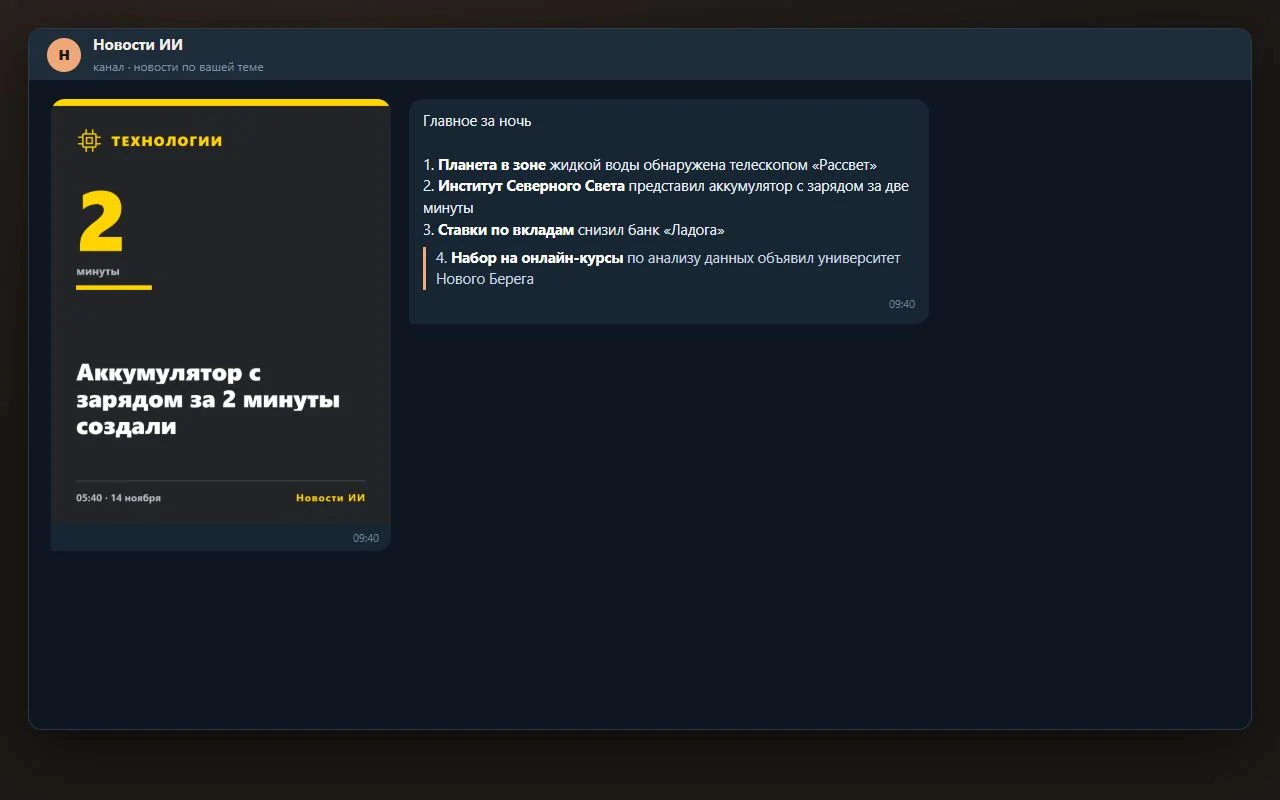 Н
Новости ИИ
канал · новости по вашей теме
ТЕХНОЛОГИИ
2
минуты
Аккумулятор с
зарядом за 2 минуты
создали
05:40 · 14 ноября
Новости ИИ
09:40
Главное за ночь
1. Планета в зоне жидкой воды обнаружена телескопом «Рассвет»
2. Институт Северного Света представил аккумулятор с зарядом за две
минуты
3. Ставки по вкладам снизил банк «Ладога»
4. Набор на онлайн-курсы по анализу данных объявил университет
Нового Берега
09:40